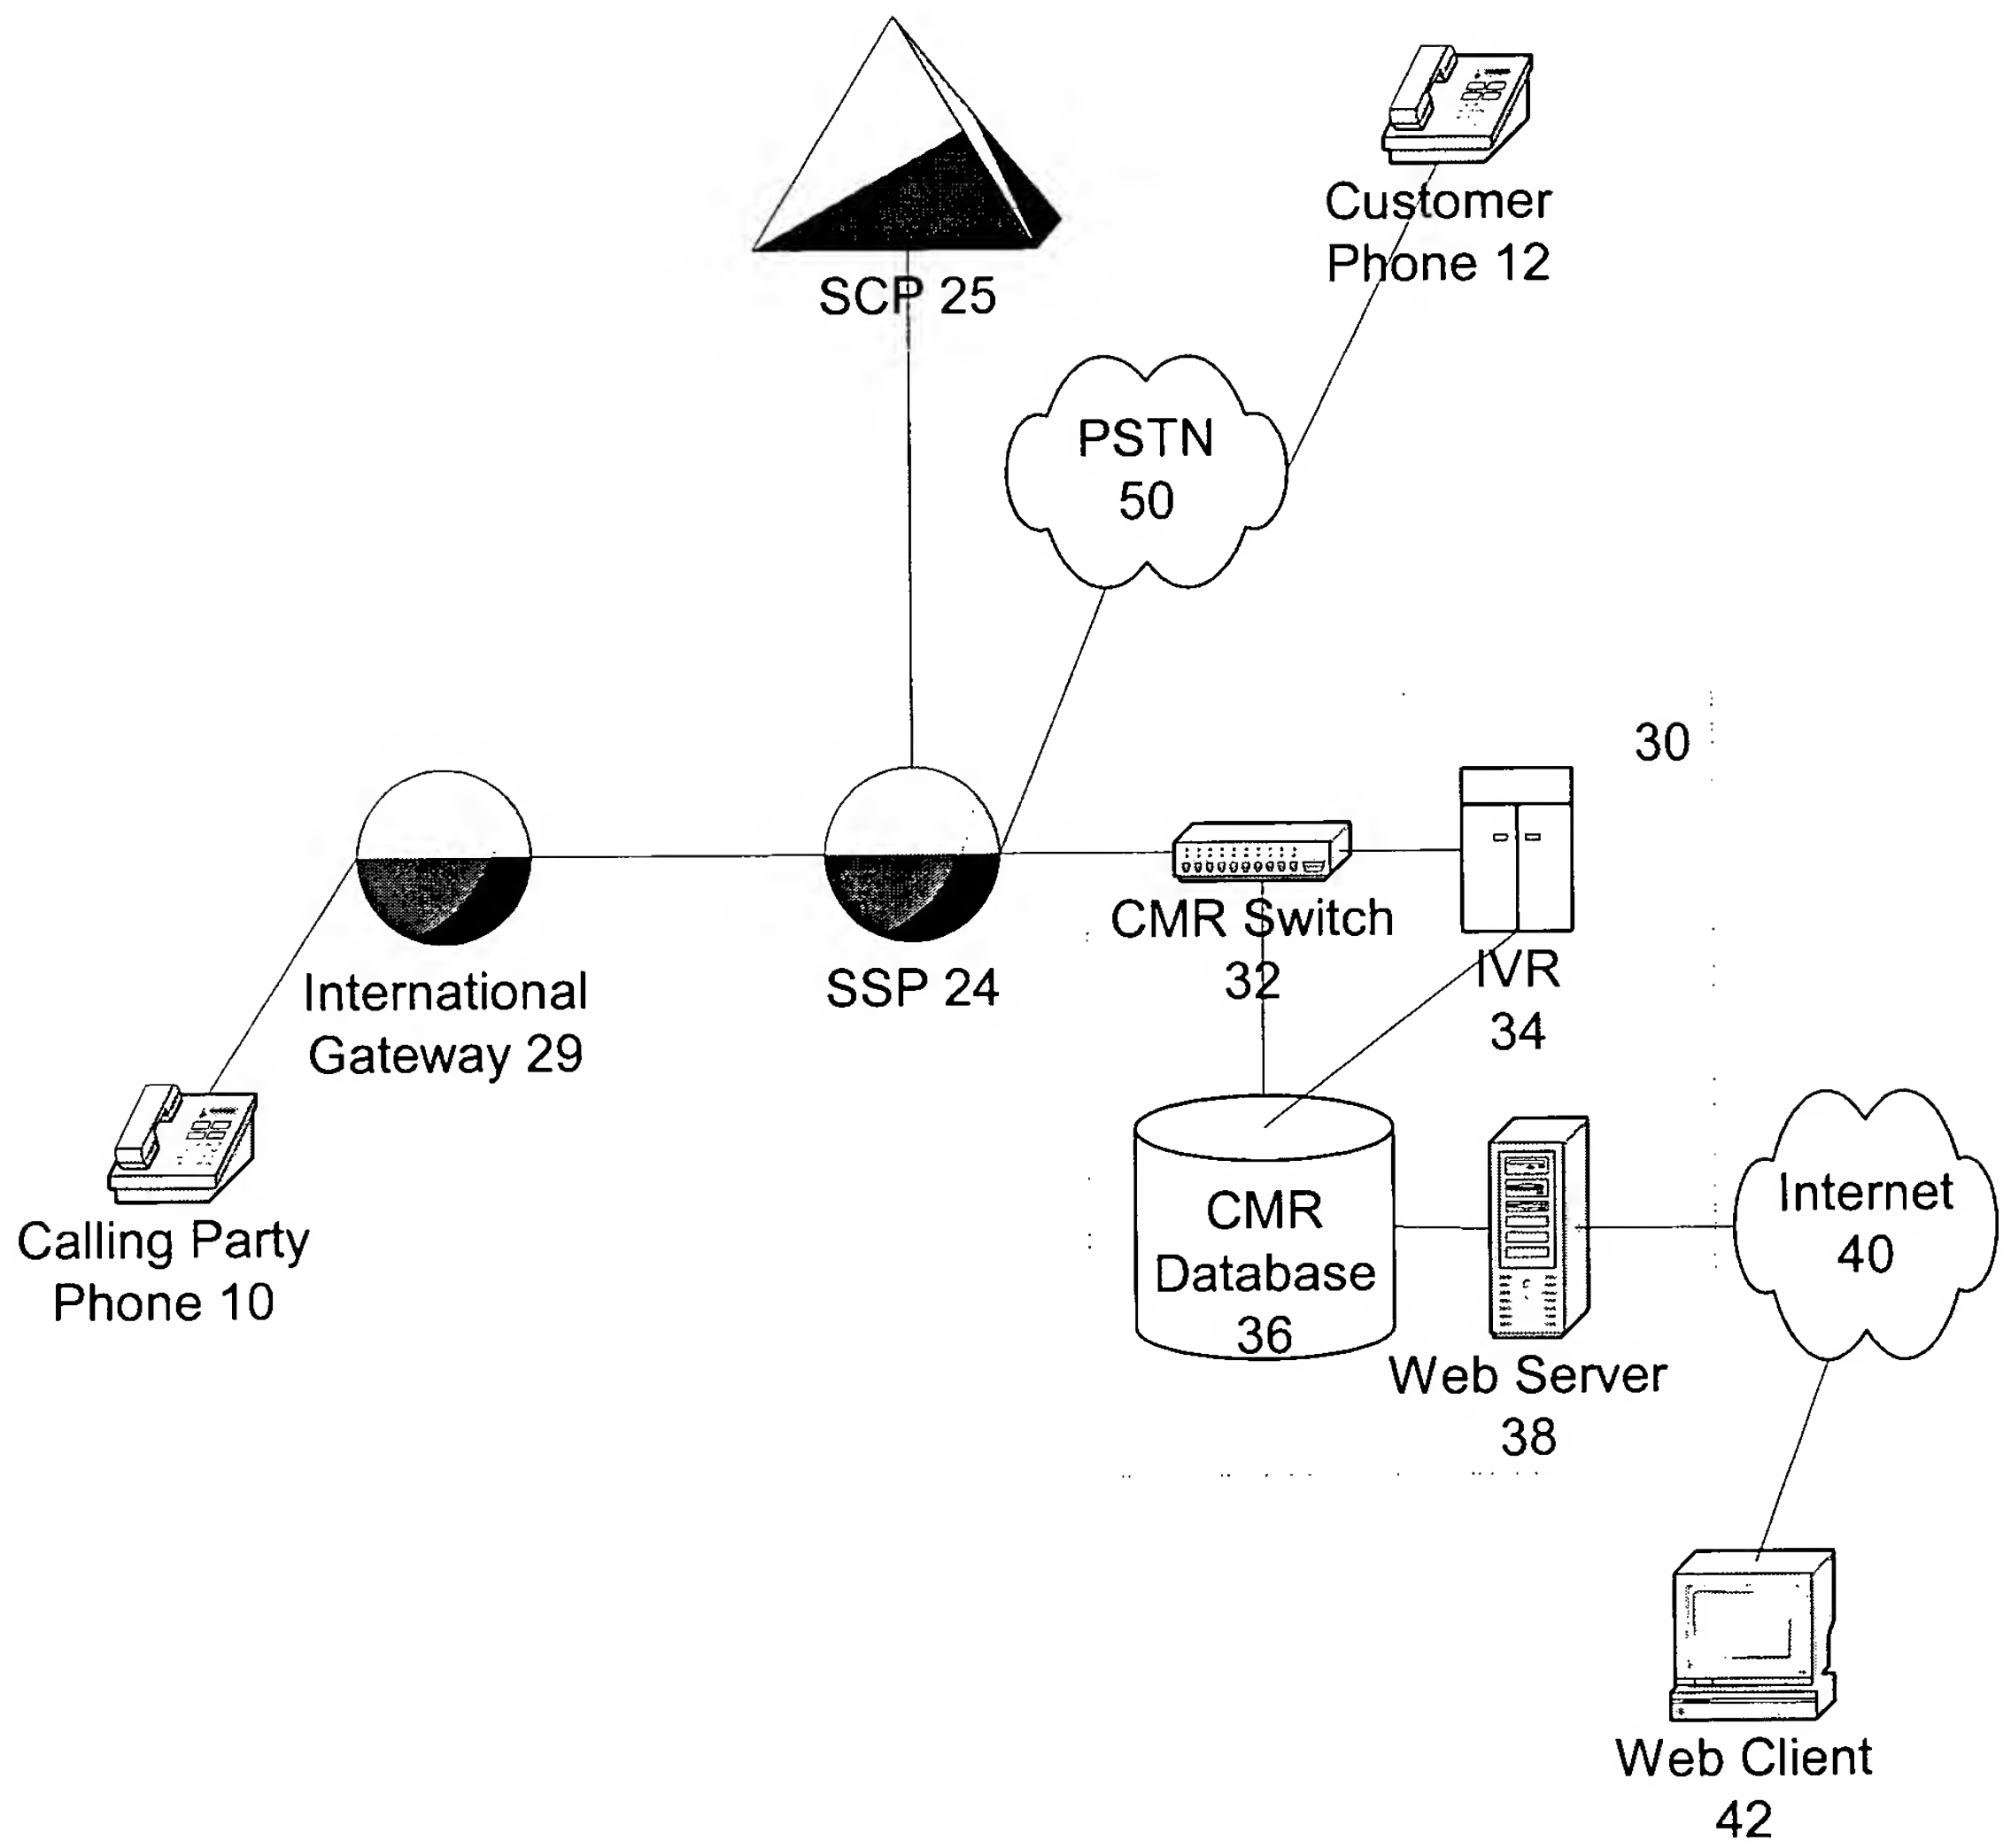 SCP 25
Customer
Phone 12
PSTN
50
30
International
Gateway 29
SSP 24
CMR Switch
32
IVR
34
Calling Party
Phone 10
CMR
Database
36
Web Server
38
Internet
40
Web Client
42